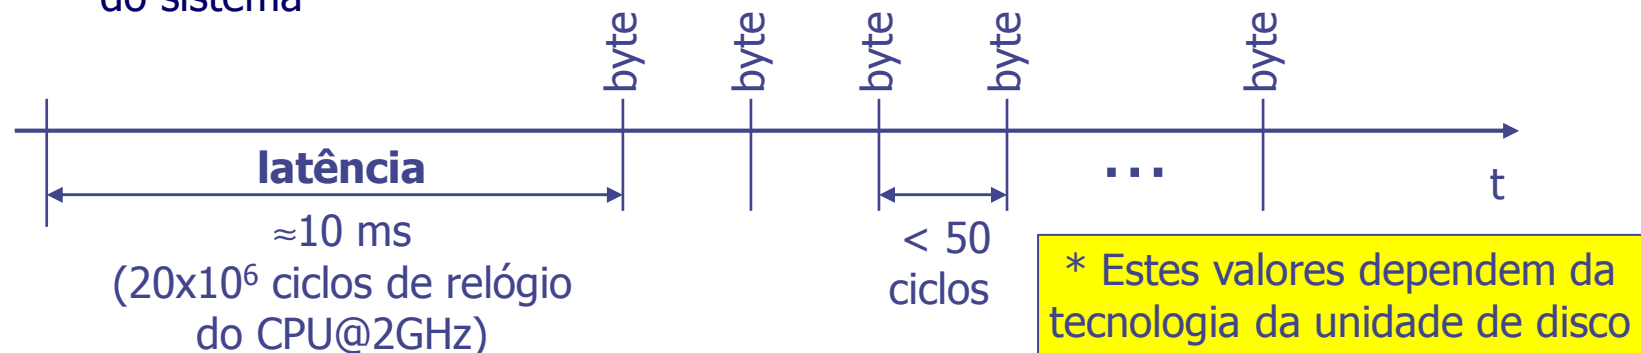 do sistema
byte
byte
byte
byte
byte
latência
...
t
≈10 ms
(20x10⁶ ciclos de relógio
do CPU@2GHz)
< 50
ciclos
* Estes valores dependem da
tecnologia da unidade de disco